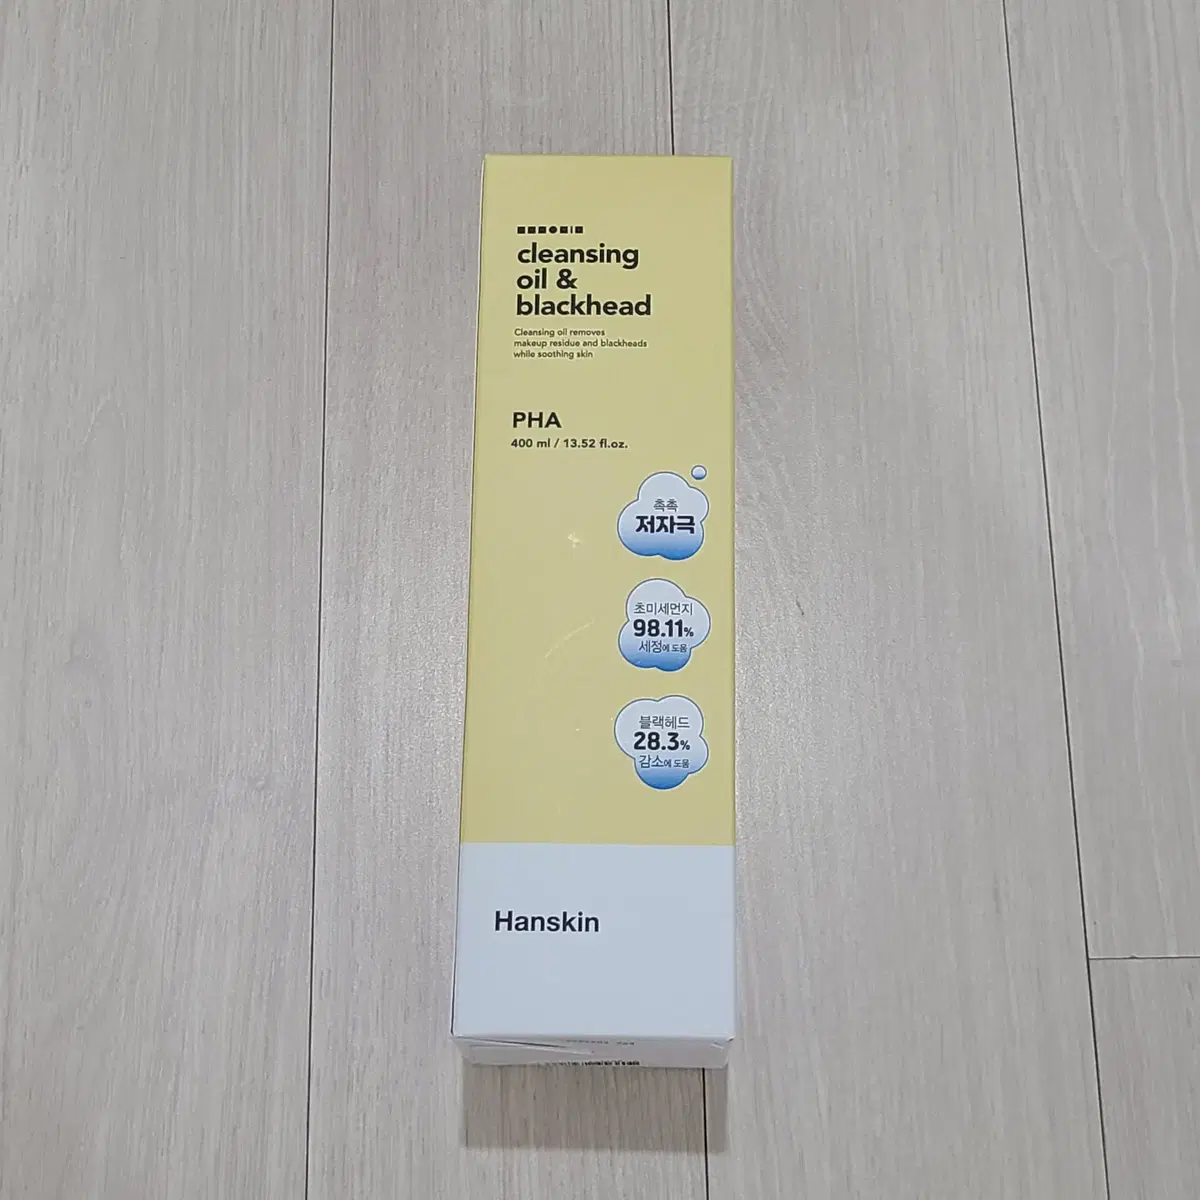 cleansing
oil &
blackhead
Cleansing oil removes
makeup residue and blackheads
while soothing skin
PHA
400 ml / 13.52 fl.oz.
촉촉
저자극
초미세먼지
98.11%
세정에 도움
블랙헤드
28.3%
감소에 도움
Hanskin